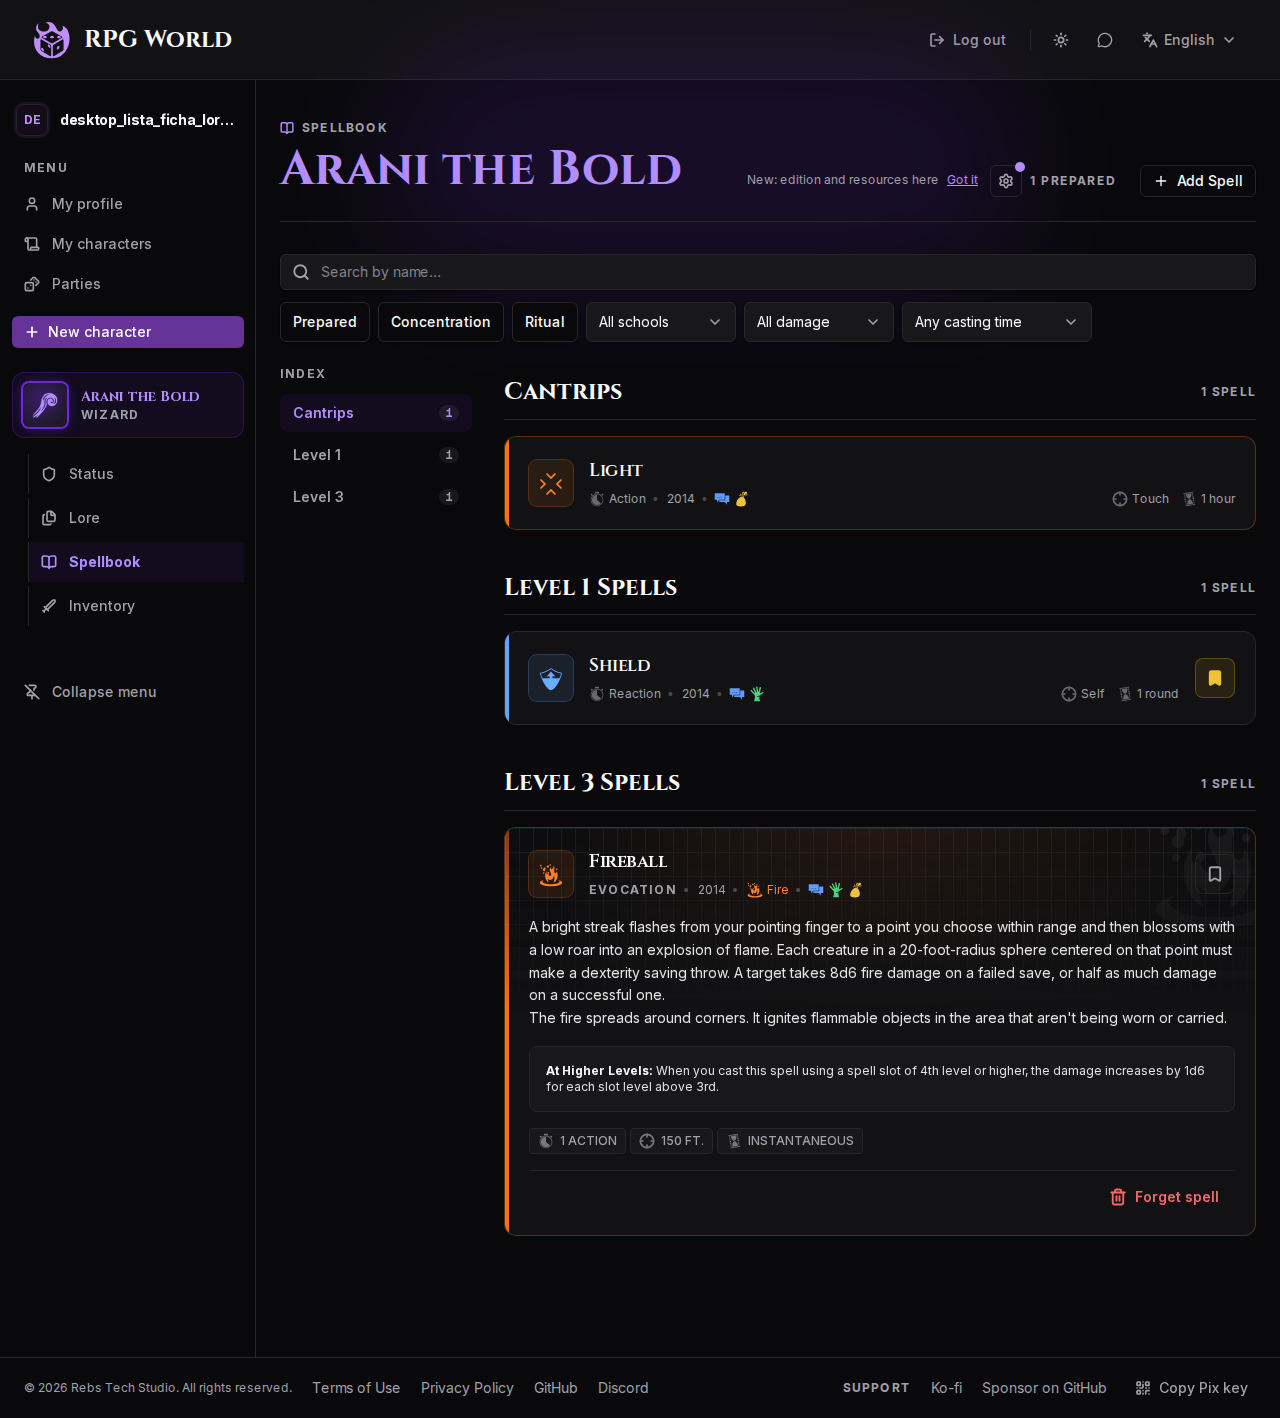 RPG World
Log out
English
DE
desktop_lista_ficha_lor...
MENU
My profile
My characters
Parties
New character
Arani the Bold
WIZARD
Status
Lore
Spellbook
Inventory
Collapse menu
SPELLBOOK
Arani the Bold
New: edition and resources here Got it
1 PREPARED
Add Spell
Search by name...
Prepared Concentration Ritual All schools All damage Any casting time
INDEX
Cantrips 1
Level 1 1
Level 3 1
Cantrips
1 SPELL
Light
Action • 2014 •
Touch 1 hour
Level 1 Spells
1 SPELL
Shield
Reaction • 2014 •
Self 1 round
Level 3 Spells
1 SPELL
Fireball
EVOCATION • 2014 • Fire •
A bright streak flashes from your pointing finger to a point you choose within range and then blossoms with
a low roar into an explosion of flame. Each creature in a 20-foot-radius sphere centered on that point must
make a dexterity saving throw. A target takes 8d6 fire damage on a failed save, or half as much damage
on a successful one.
The fire spreads around corners. It ignites flammable objects in the area that aren't being worn or carried.
At Higher Levels: When you cast this spell using a spell slot of 4th level or higher, the damage increases by 1d6
for each slot level above 3rd.
1 ACTION 150 FT. INSTANTANEOUS
Forget spell
© 2026 Rebs Tech Studio. All rights reserved. Terms of Use Privacy Policy GitHub Discord
SUPPORT Ko-fi Sponsor on GitHub Copy Pix key